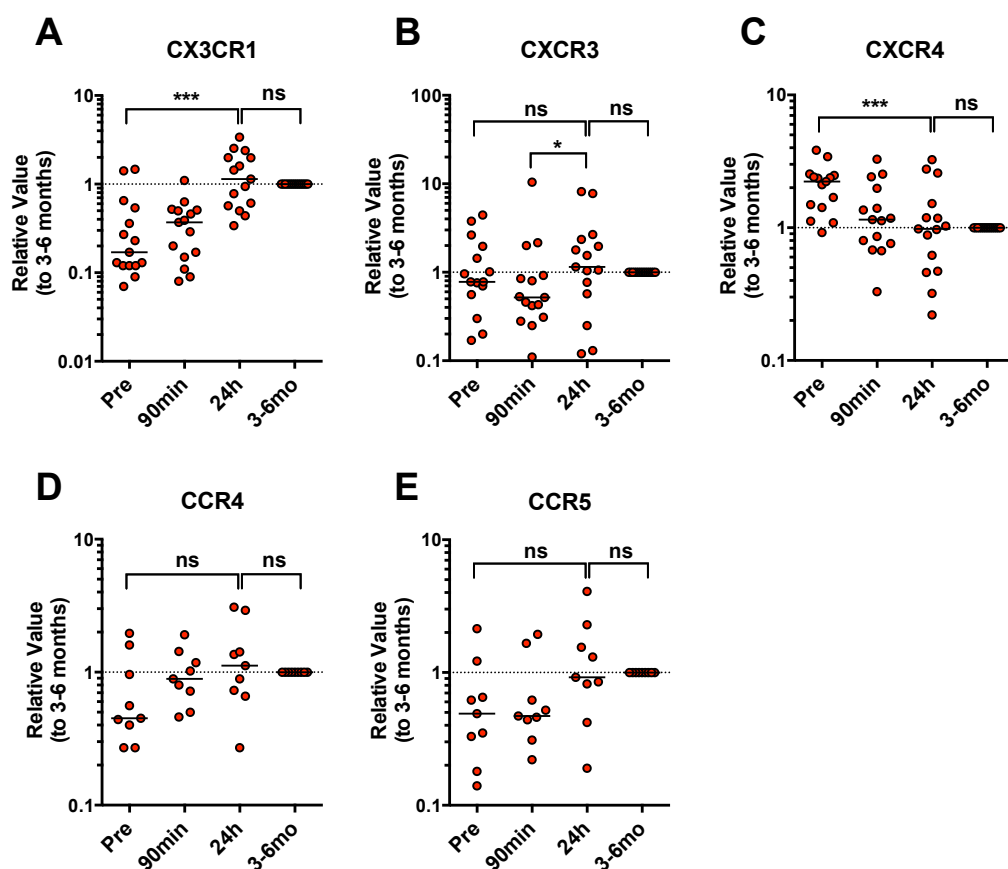 A
CX3CR1
Relative Value
(to 3-6 months)
10
1
0.1
0.01
***
ns
Pre
90min
24h
3-6mo
B
CXCR3
Relative Value
(to 3-6 months)
100
10
1
0.1
ns
ns
*
Pre
90min
24h
3-6mo
C
CXCR4
Relative Value
(to 3-6 months)
10
1
0.1
***
ns
Pre
90min
24h
3-6mo
D
CCR4
Relative Value
(to 3-6 months)
10
1
0.1
ns
ns
Pre
90min
24h
3-6mo
E
CCR5
Relative Value
(to 3-6 months)
10
1
0.1
ns
ns
Pre
90min
24h
3-6mo